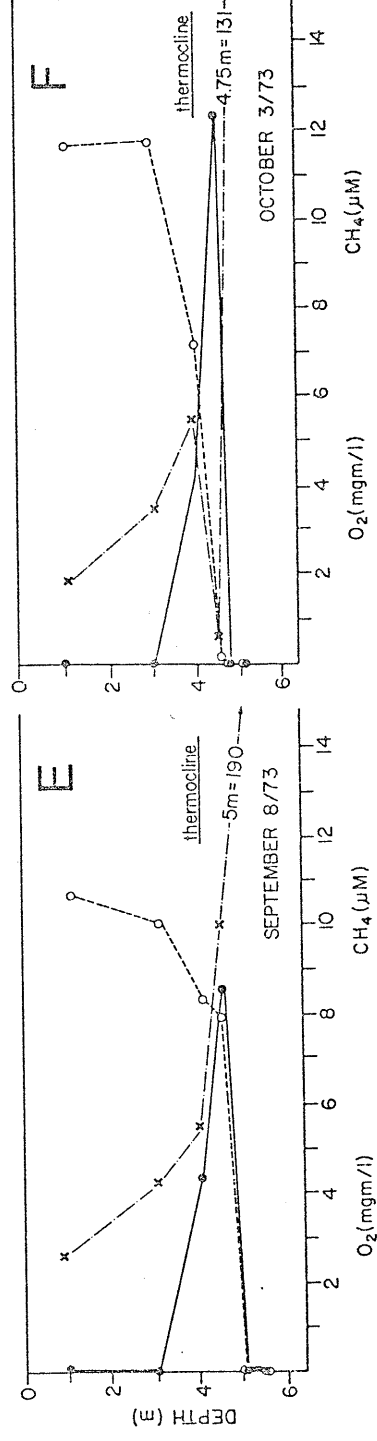 E
DEPTH (m)
0
2
4
6
thermocline
5m=190
SEPTEMBER 8/73
2 4 6 8 10 12 14
O₂(mgm/l) CH₄(μM)
F
0
2
4
6
thermocline
4.75m=131
OCTOBER 3/73
2 4 6 8 10 12 14
O₂(mgm/l) CH₄(μM)